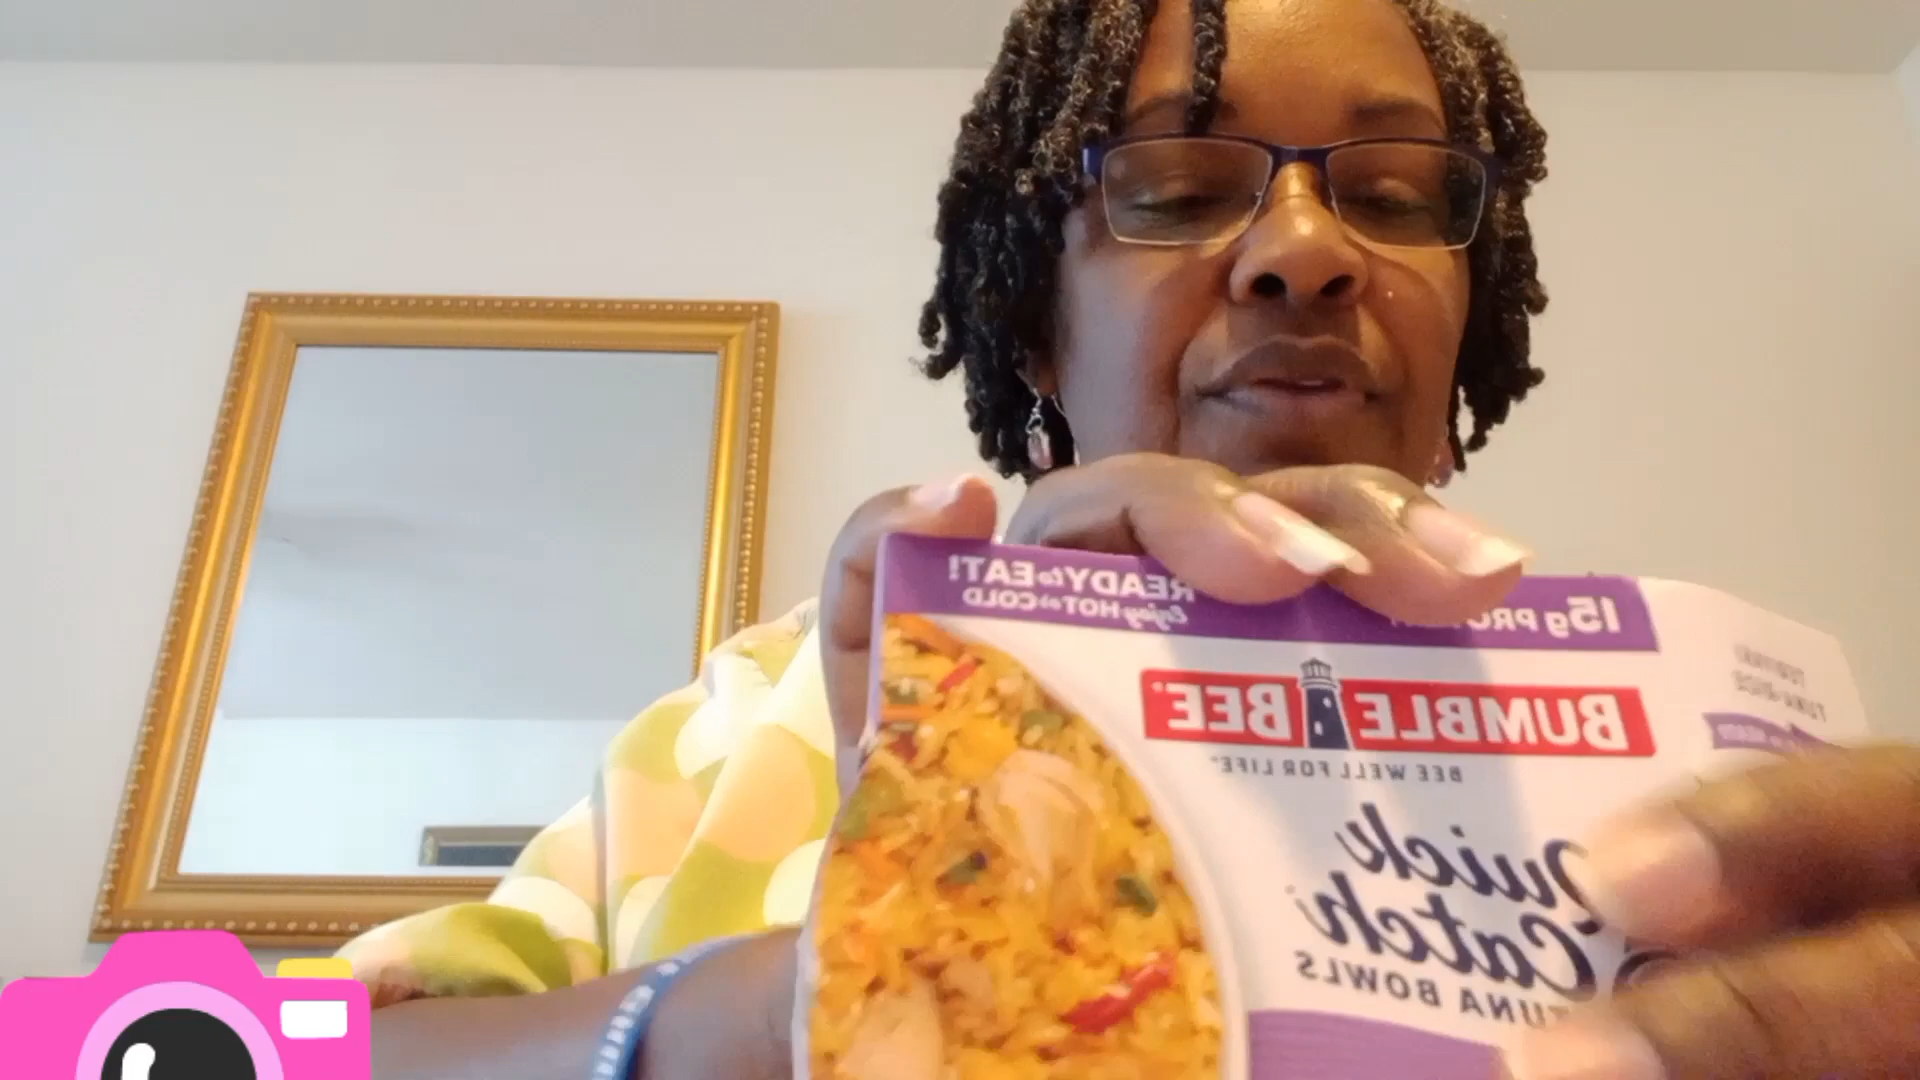 READY to EAT!
Enjoy HOT or COLD
15g PROTEIN
BUMBLE BEE
BEE WELL FOR LIFE
Quick
Catch
TUNA BOWLS